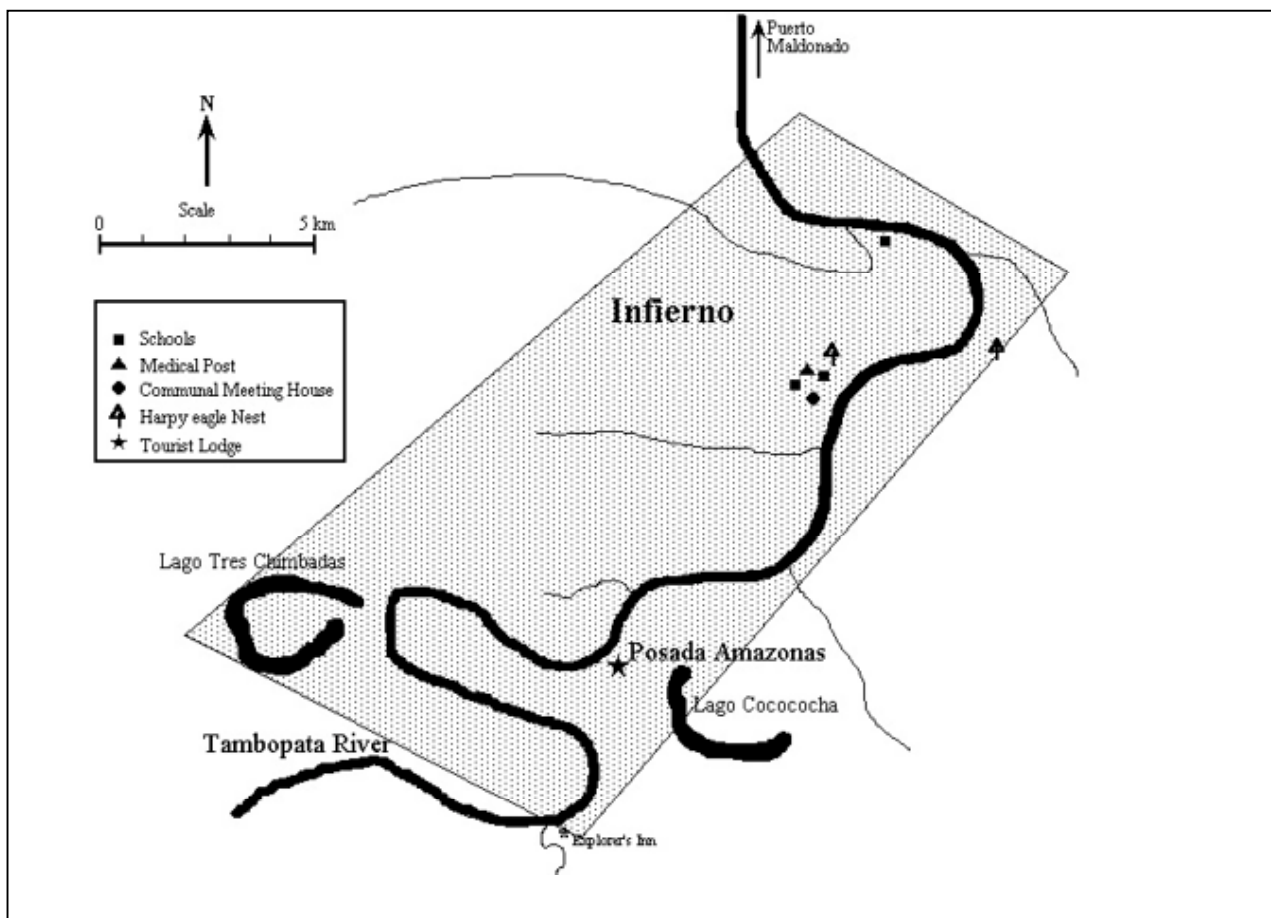 Puerto
Maldonado
N
Scale
0 5 km
Infierno
Schools
Medical Post
Communal Meeting House
Harpy eagle Nest
Tourist Lodge
Lago Tres Chimbadas
Posada Amazonas
Lago Cocococha
Tambopata River
Explorer's Inn